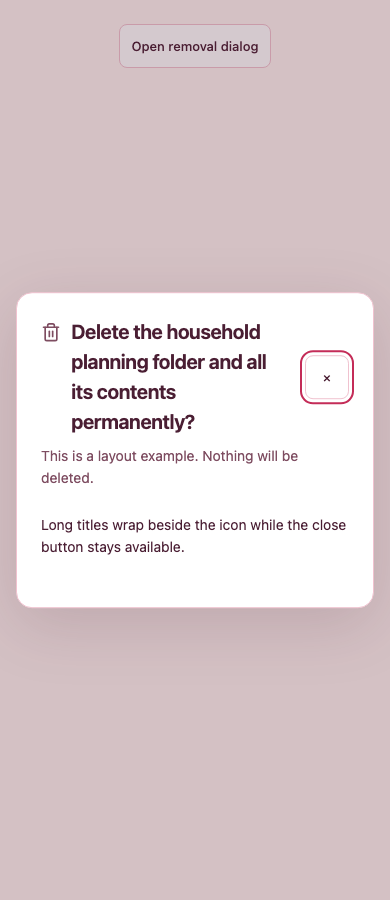 Open removal dialog
Delete the household
planning folder and all
its contents
permanently?
×
This is a layout example. Nothing will be
deleted.
Long titles wrap beside the icon while the close
button stays available.